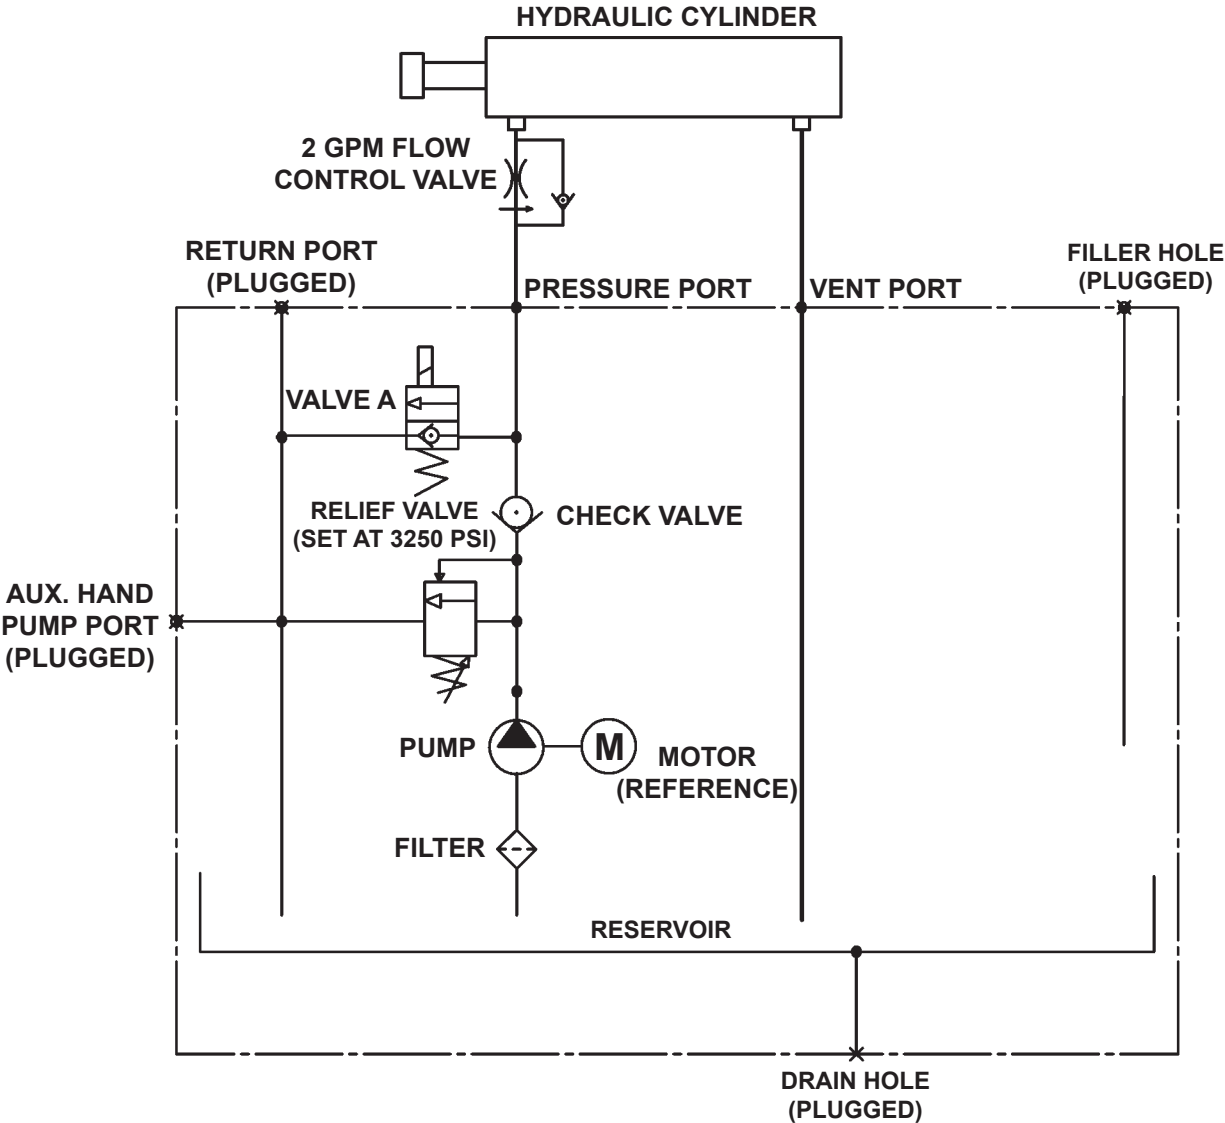 HYDRAULIC CYLINDER
2 GPM FLOW
CONTROL VALVE
RETURN PORT
(PLUGGED)
PRESSURE PORT
VENT PORT
FILLER HOLE
(PLUGGED)
VALVE A
RELIEF VALVE
(SET AT 3250 PSI)
CHECK VALVE
AUX. HAND
PUMP PORT
(PLUGGED)
PUMP
M
MOTOR
(REFERENCE)
FILTER
RESERVOIR
DRAIN HOLE
(PLUGGED)